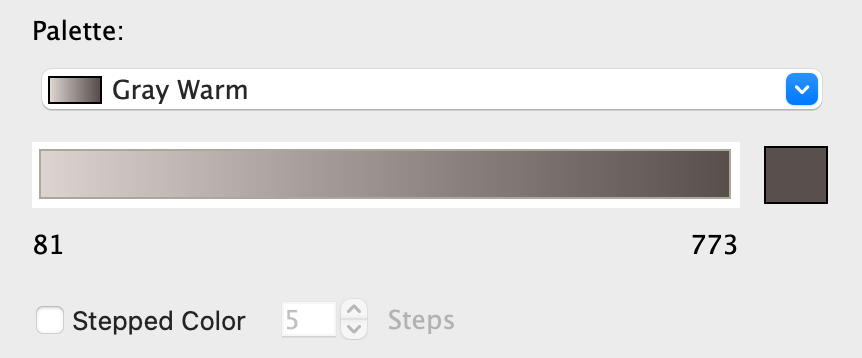 Palette:
Gray Warm
81 773
Stepped Color 5 Steps